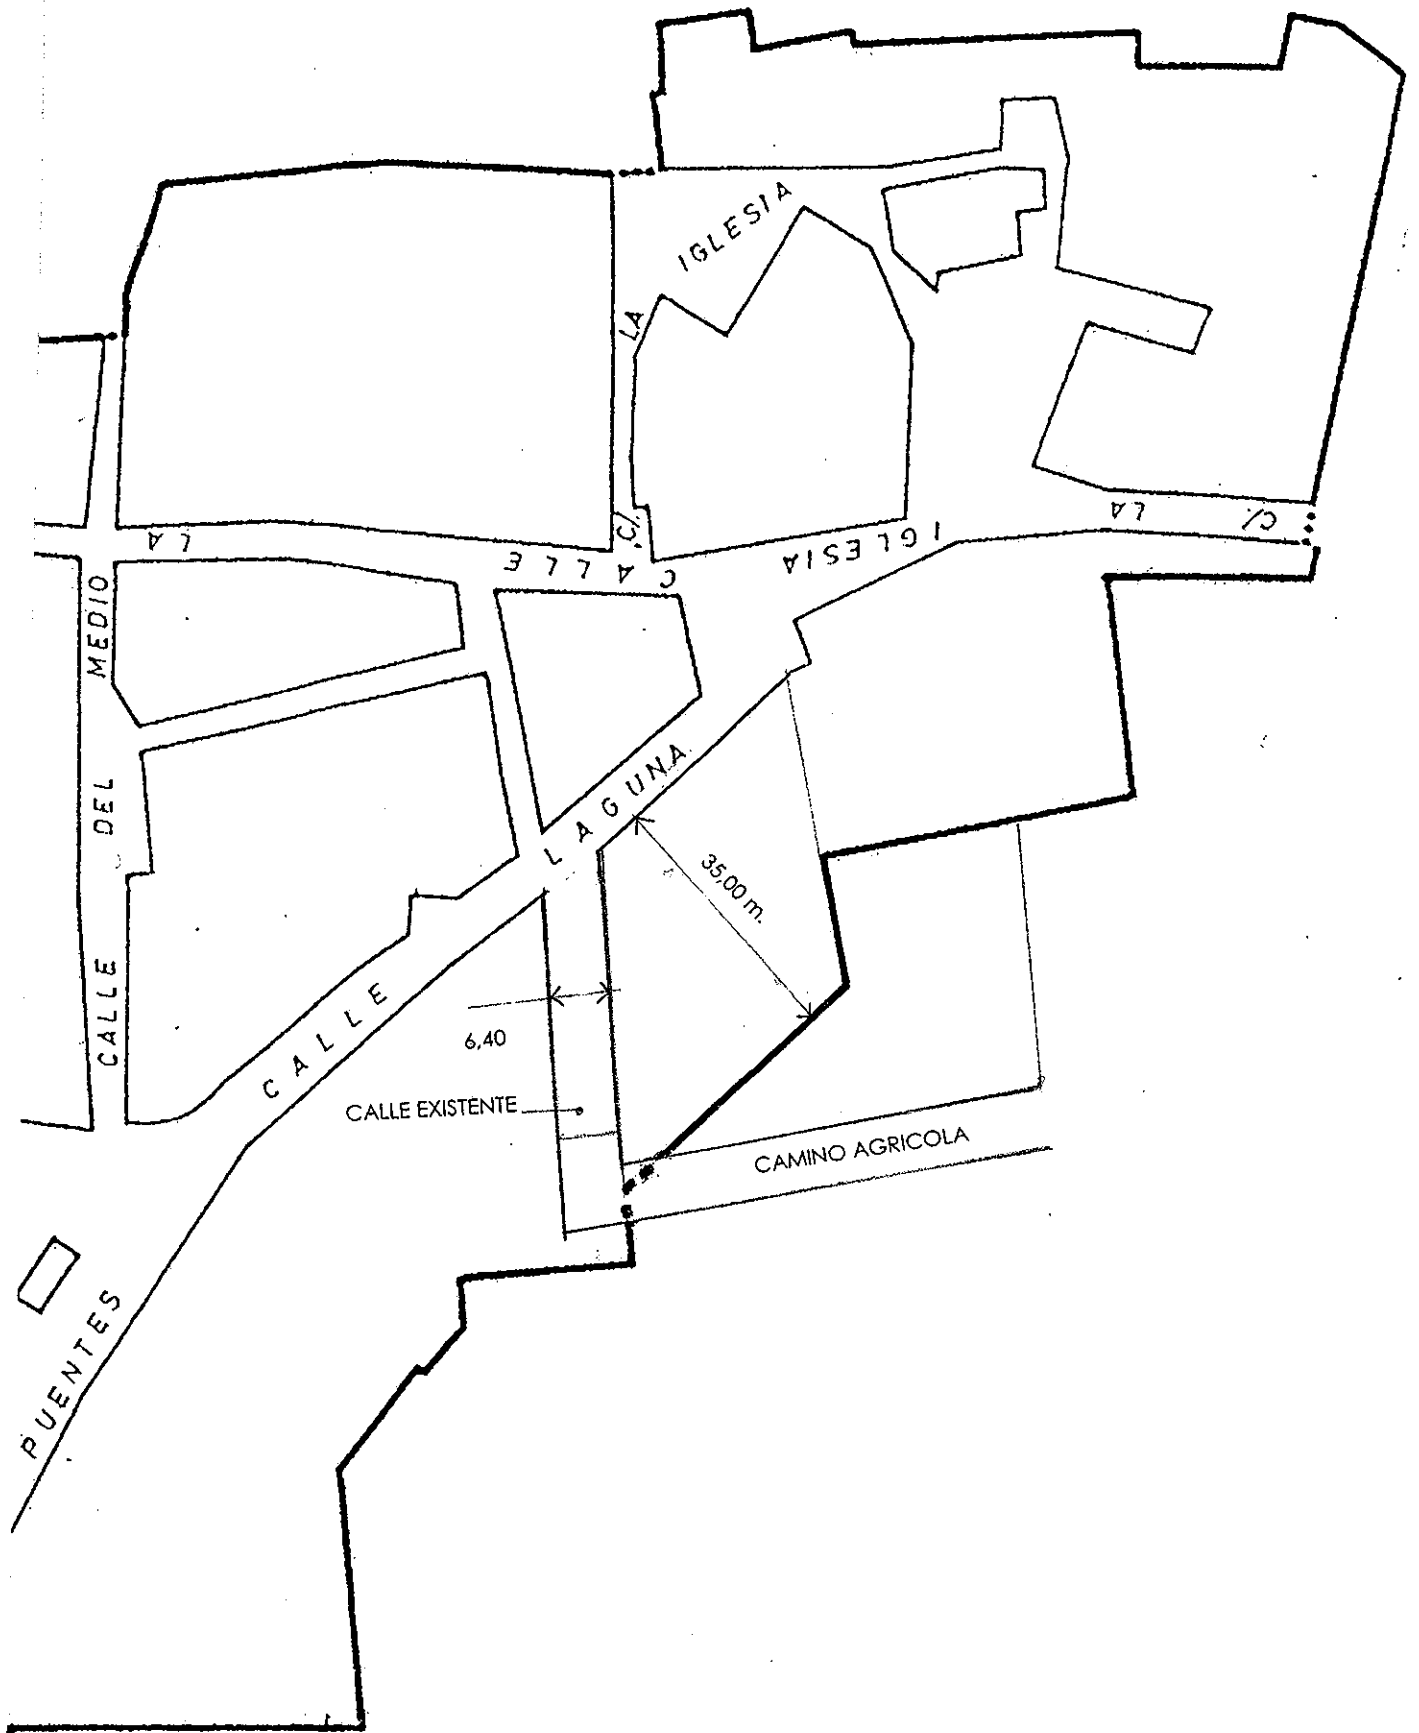 IGLESIA
C/. LA
LA CALLE
IGLESIA
C/. LA
CALLE DEL MEDIO
CALLE LAGUNA
35,00 m.
6,40
CALLE EXISTENTE
CAMINO AGRICOLA
PUENTES